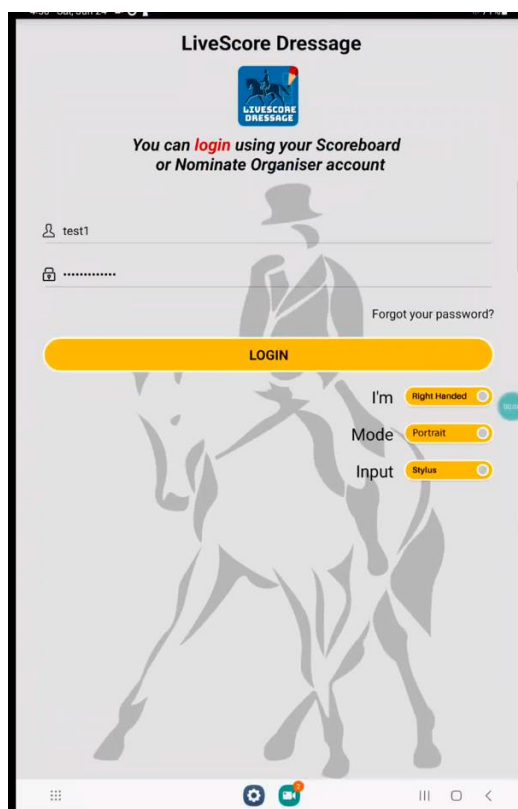 LiveScore Dressage
LIVESCORE
DRESSAGE
You can login using your Scoreboard
or Nominate Organiser account
test1
•••••••••••••
Forgot your password?
LOGIN
I'm Right Handed
Mode Portrait
Input Stylus